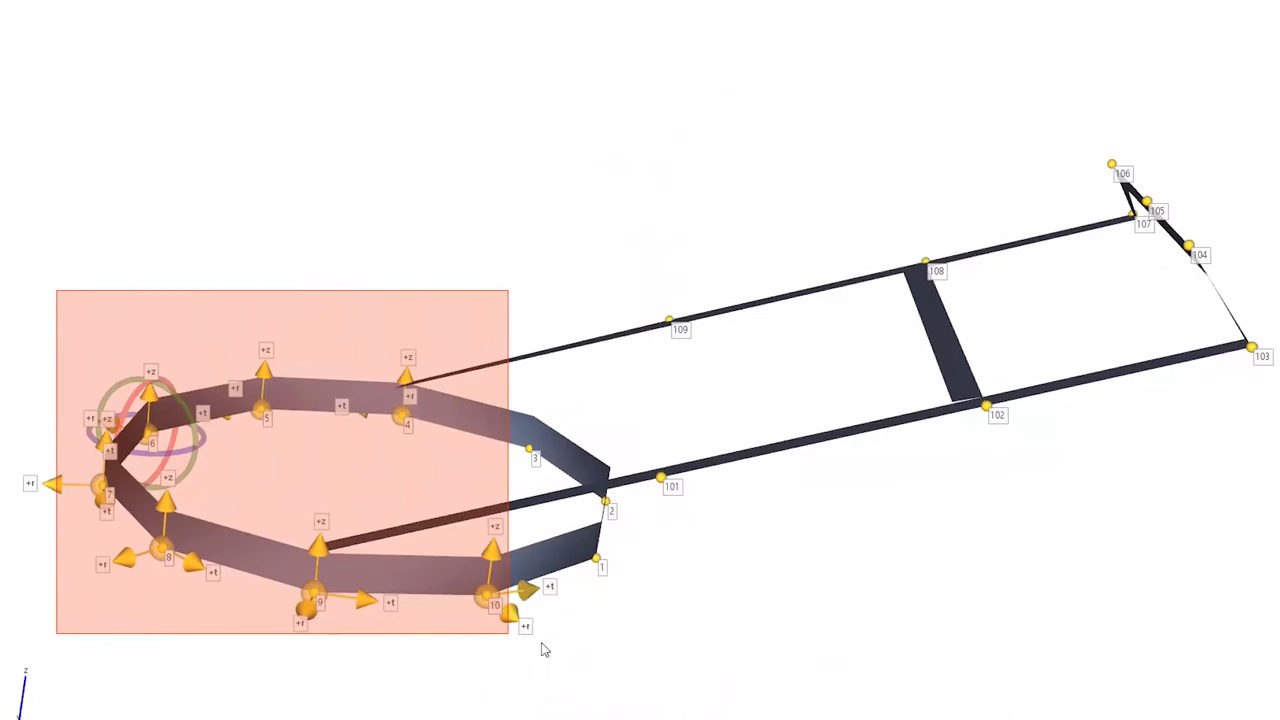 106
105
107
104
108
109
103
+z
+z
+z
+r
+r
+t
+t
+r
+z
4
5
6
102
+t
3
+z
101
+r
7
+t
2
+z
+z
8
1
+r
+t
+t
9
+t
10
+r
+r
z